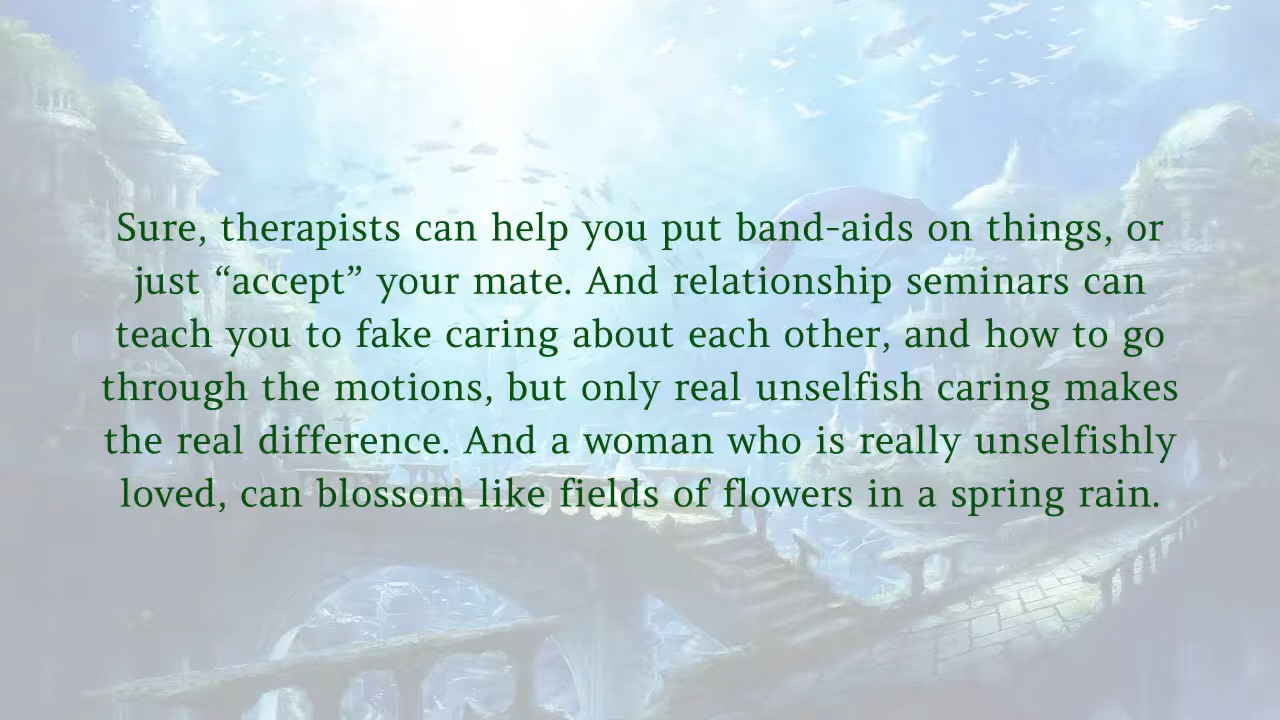 Sure, therapists can help you put band-aids on things, or
just “accept” your mate. And relationship seminars can
teach you to fake caring about each other, and how to go
through the motions, but only real unselfish caring makes
the real difference. And a woman who is really unselfishly
loved, can blossom like fields of flowers in a spring rain.